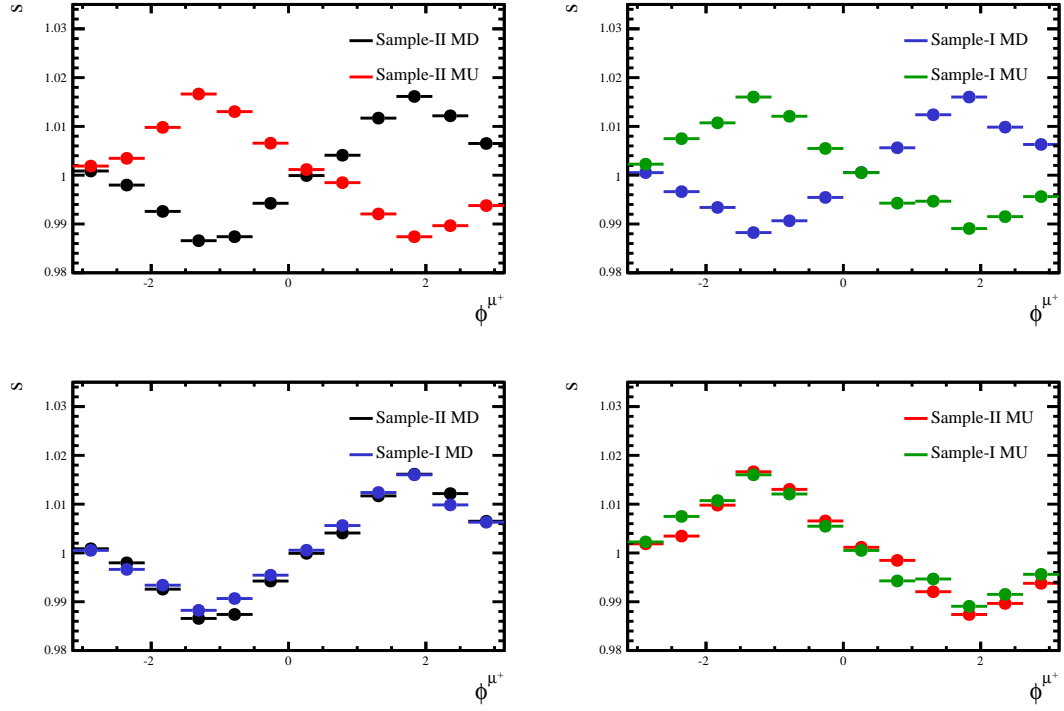 s
1.03
1.02
1.01
1
0.99
0.98
-2
0
2
ϕ^μ+
Sample-II MD
Sample-II MU
s
1.03
1.02
1.01
1
0.99
0.98
-2
0
2
ϕ^μ+
Sample-I MD
Sample-I MU
s
1.03
1.02
1.01
1
0.99
0.98
-2
0
2
ϕ^μ+
Sample-II MD
Sample-I MD
s
1.03
1.02
1.01
1
0.99
0.98
-2
0
2
ϕ^μ+
Sample-II MU
Sample-I MU